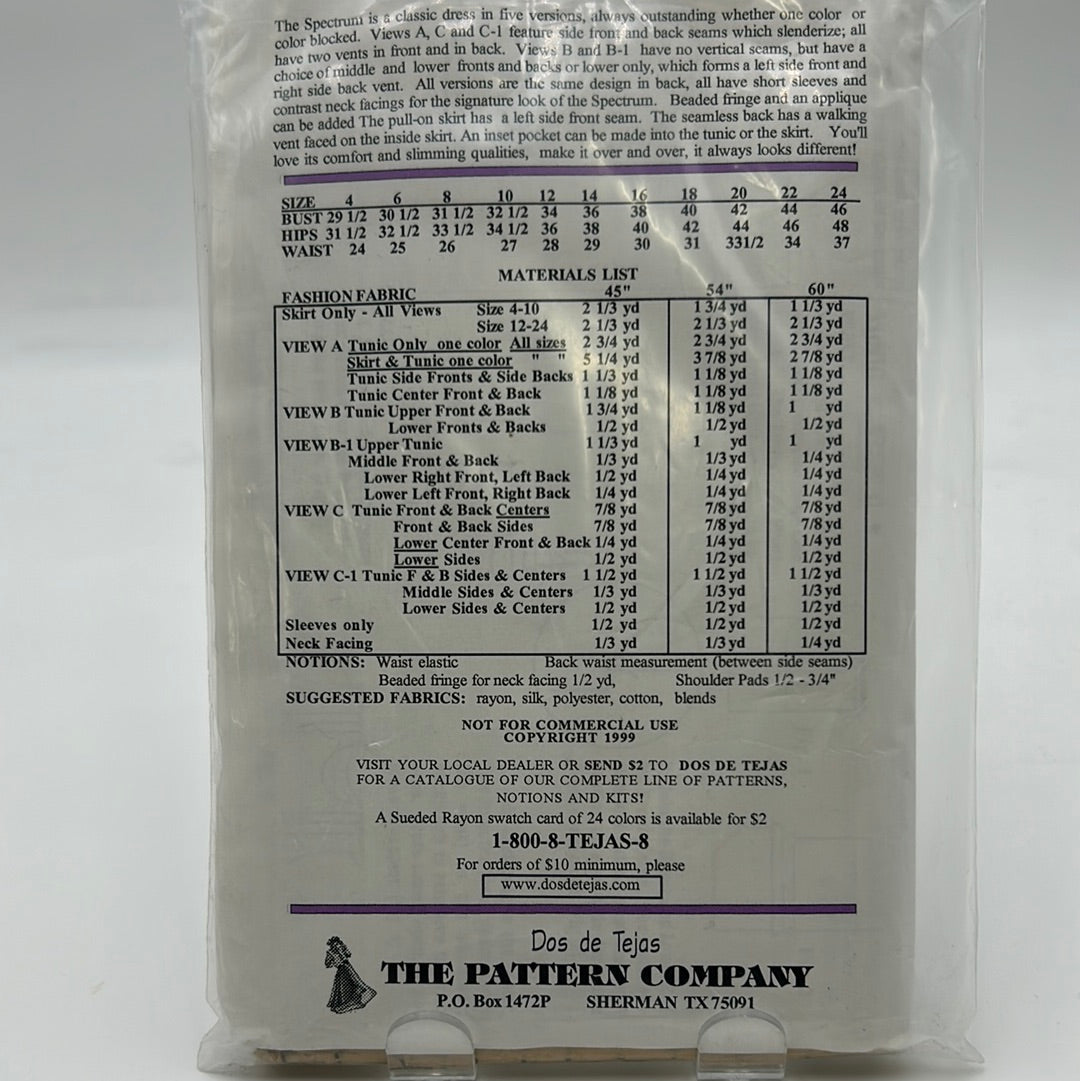 The Spectrum is a classic dress in five versions, always outstanding whether one color or
color blocked. Views A, C and C-1 feature side front and back seams which slenderize; all
have two vents in front and in back. Views B and B-1 have no vertical seams, but have a
choice of middle and lower fronts and backs or lower only, which forms a left side front and
right side back vent. All versions are the same design in back, all have short sleeves and
contrast neck facings for the signature look of the Spectrum. Beaded fringe and an applique
can be added The pull-on skirt has a left side front seam. The seamless back has a walking
vent faced on the inside skirt. An inset pocket can be made into the tunic or the skirt. You'll
love its comfort and slimming qualities, make it over and over, it always looks different!
SIZE 4 6 8 10 12 14 16 18 20 22 24
BUST 29 1/2 30 1/2 31 1/2 32 1/2 34 36 38 40 42 44 46
HIPS 31 1/2 32 1/2 33 1/2 34 1/2 36 38 40 42 44 46 48
WAIST 24 25 26 27 28 29 30 31 331/2 34 37
MATERIALS LIST
FASHION FABRIC 45" 54" 60"
Skirt Only - All Views Size 4-10 2 1/3 yd 1 3/4 yd 1 1/3 yd
Size 12-24 2 1/3 yd 2 1/3 yd 2 1/3 yd
VIEW A Tunic Only one color All sizes 2 3/4 yd 2 3/4 yd 2 3/4 yd
Skirt & Tunic one color " " 5 1/4 yd 3 7/8 yd 2 7/8 yd
Tunic Side Fronts & Side Backs 1 1/3 yd 1 1/8 yd 1 1/8 yd
Tunic Center Front & Back 1 1/8 yd 1 1/8 yd 1 1/8 yd
VIEW B Tunic Upper Front & Back 1 3/4 yd 1 1/8 yd 1 yd
Lower Fronts & Backs 1/2 yd 1/2 yd 1/2 yd
VIEW B-1 Upper Tunic 1 1/3 yd 1 yd 1 yd
Middle Front & Back 1/3 yd 1/3 yd 1/4 yd
Lower Right Front, Left Back 1/2 yd 1/4 yd 1/4 yd
Lower Left Front, Right Back 1/4 yd 1/4 yd 1/4 yd
VIEW C Tunic Front & Back Centers 7/8 yd 7/8 yd 7/8 yd
Front & Back Sides 7/8 yd 7/8 yd 7/8 yd
Lower Center Front & Back 1/4 yd 1/4 yd 1/4 yd
Lower Sides 1/2 yd 1/2 yd 1/2 yd
VIEW C-1 Tunic F & B Sides & Centers 1 1/2 yd 1 1/2 yd 1 1/2 yd
Middle Sides & Centers 1/3 yd 1/3 yd 1/3 yd
Lower Sides & Centers 1/2 yd 1/2 yd 1/2 yd
Sleeves only 1/2 yd 1/2 yd 1/2 yd
Neck Facing 1/3 yd 1/3 yd 1/4 yd
NOTIONS: Waist elastic Back waist measurement (between side seams)
Beaded fringe for neck facing 1/2 yd, Shoulder Pads 1/2 - 3/4"
SUGGESTED FABRICS: rayon, silk, polyester, cotton, blends
NOT FOR COMMERCIAL USE
COPYRIGHT 1999
VISIT YOUR LOCAL DEALER OR SEND $2 TO DOS DE TEJAS
FOR A CATALOGUE OF OUR COMPLETE LINE OF PATTERNS,
NOTIONS AND KITS!
A Sueded Rayon swatch card of 24 colors is available for $2
1-800-8-TEJAS-8
For orders of $10 minimum, please
www.dosdetejas.com
Dos de Tejas
THE PATTERN COMPANY
P.O. Box 1472P SHERMAN TX 75091